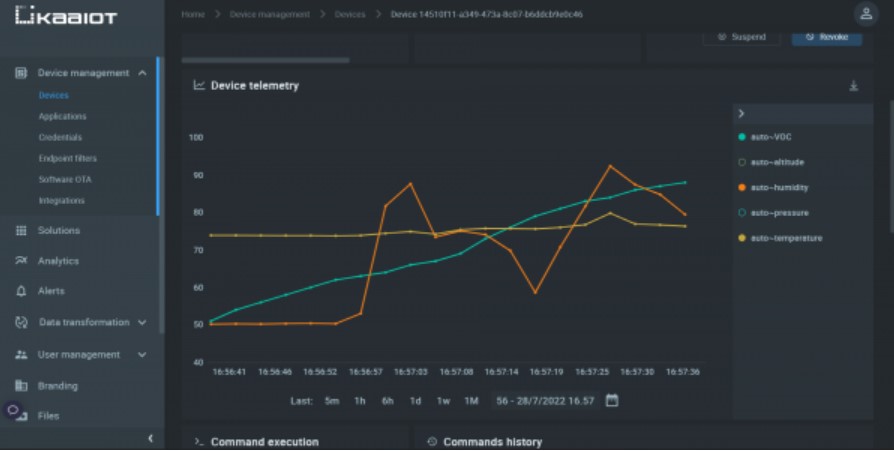 KaaIoT
Home > Device management > Devices > Device 14510f11-a349-473a-8c07-b6ddcb9e0c46
Suspend Revoke
Device management
Devices
Applications
Credentials
Endpoint filters
Software OTA
Integrations
Solutions
Analytics
Alerts
Data transformation
User management
Branding
Files
Device telemetry
100
90
80
70
60
50
40
16:56:41 16:56:46 16:56:52 16:56:57 16:57:03 16:57:08 16:57:14 16:57:19 16:57:25 16:57:30 16:57:36
auto~VOC
auto~altitude
auto~humidity
auto~pressure
auto~temperature
Last: 5m 1h 6h 1d 1w 1M 56 - 28/7/2022 16.57
Command execution
Commands history